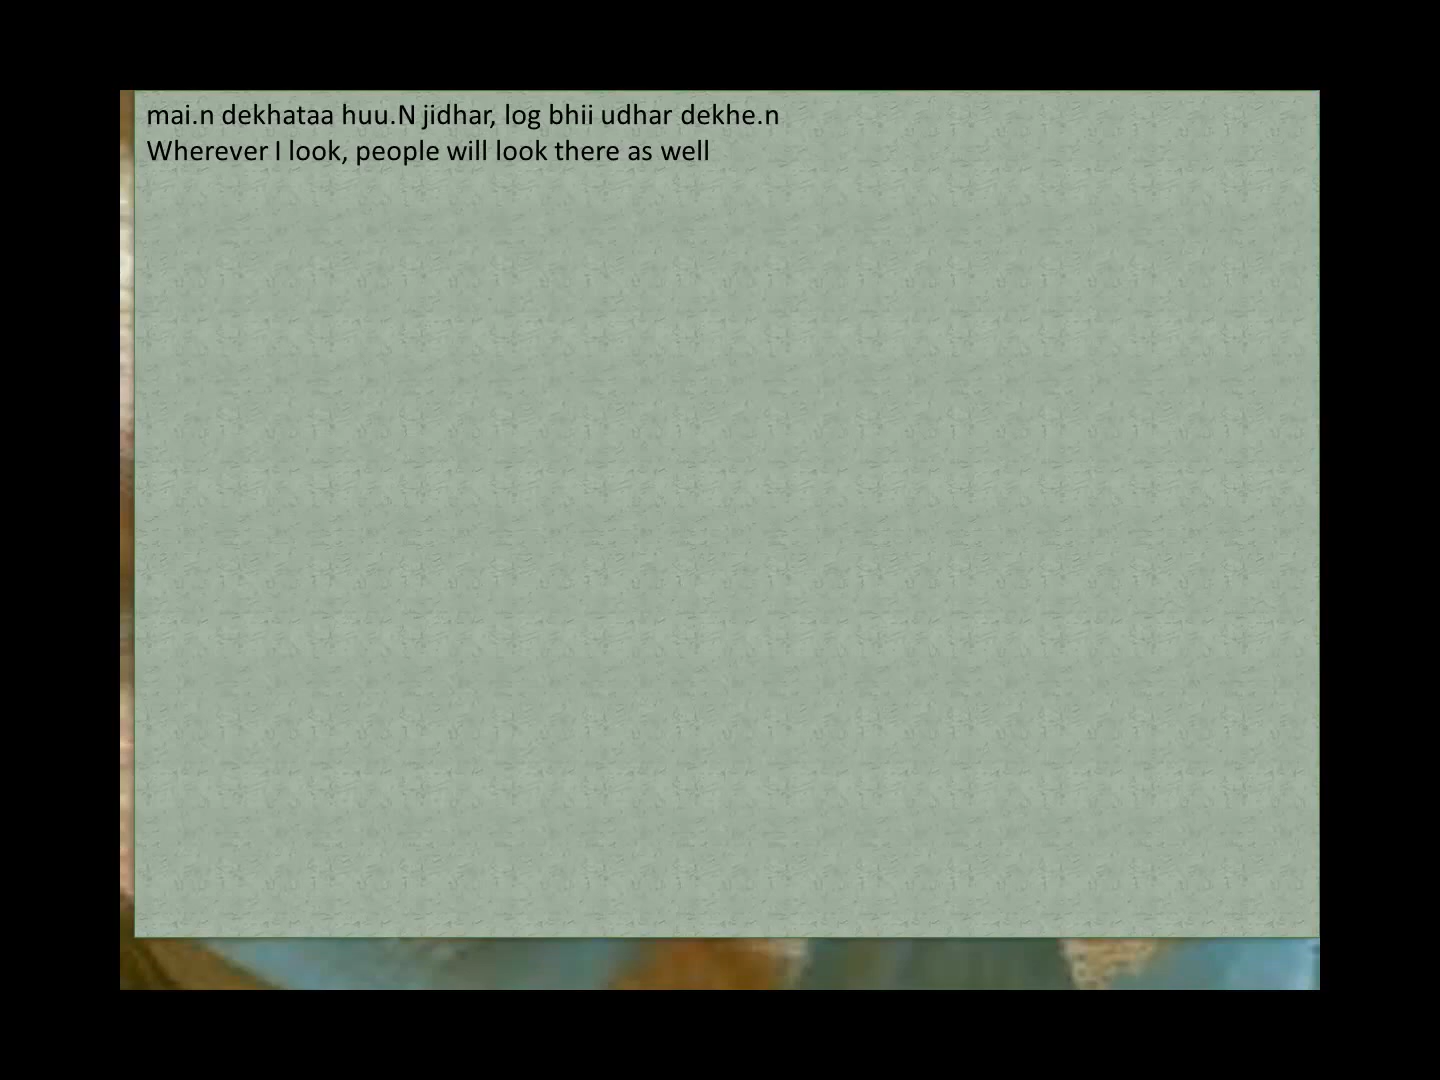 mai.n dekhataa huu.N jidhar, log bhii udhar dekhe.n
Wherever I look, people will look there as well